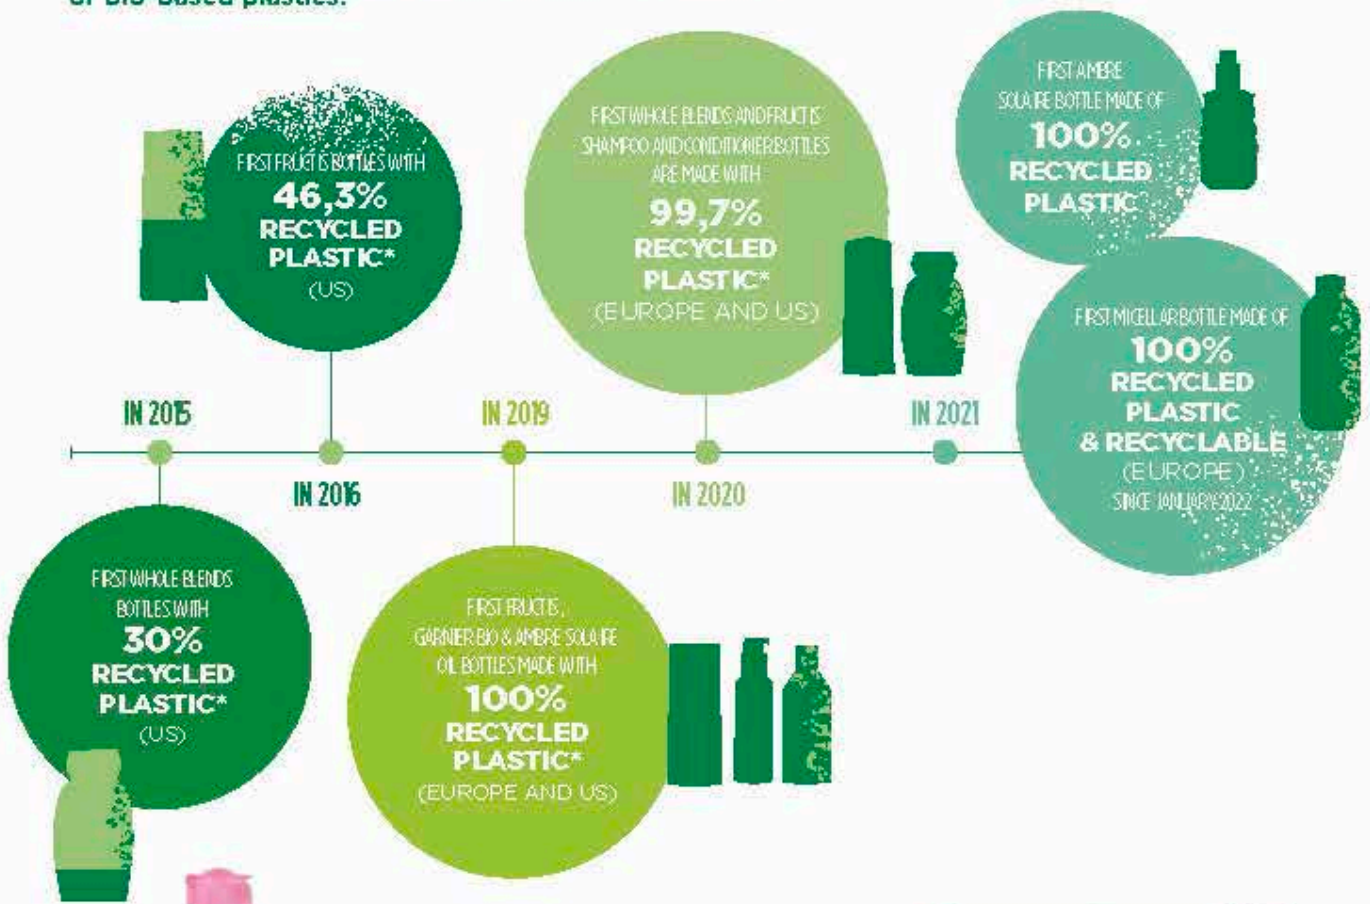 or bio-based plastics.
FIRST FRUCTIS BOTTLES WITH
46,3%
RECYCLED
PLASTIC*
(US)
FIRST WHOLE BLENDS AND FRUCTIS
SHAMPOO AND CONDITIONER BOTTLES
ARE MADE WITH
99,7%
RECYCLED
PLASTIC*
(EUROPE AND US)
FIRST AMBRE
SOLAIRE BOTTLE MADE OF
100%
RECYCLED
PLASTIC
FIRST MICELLAR BOTTLE MADE OF
100%
RECYCLED
PLASTIC
& RECYCLABLE
(EUROPE)
SINCE JANUARY 2022
IN 2015
IN 2019
IN 2021
IN 2016
IN 2020
FIRST WHOLE BLENDS
BOTTLES WITH
30%
RECYCLED
PLASTIC*
(US)
FIRST FRUCTIS,
GARNIER BIO & AMBRE SOLAIRE
OIL BOTTLES MADE WITH
100%
RECYCLED
PLASTIC*
(EUROPE AND US)